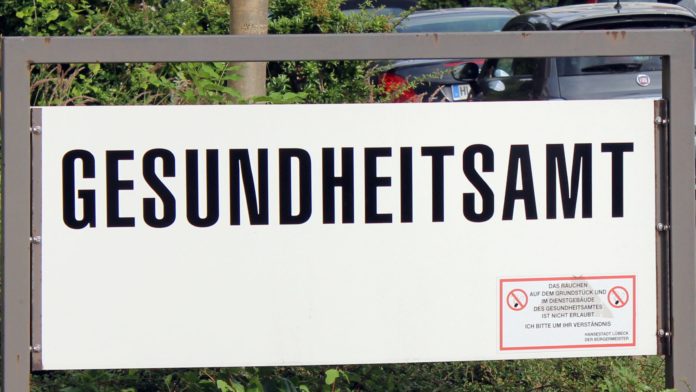 GESUNDHEITSAMT
DAS RAUCHEN
AUF DEM GRUNDSTÜCK UND
IM DIENSTGEBÄUDE
DES GESUNDHEITSAMTES
IST NICHT ERLAUBT.
ICH BITTE UM IHR VERSTÄNDNIS
HANSESTADT LÜBECK
DER BÜRGERMEISTER